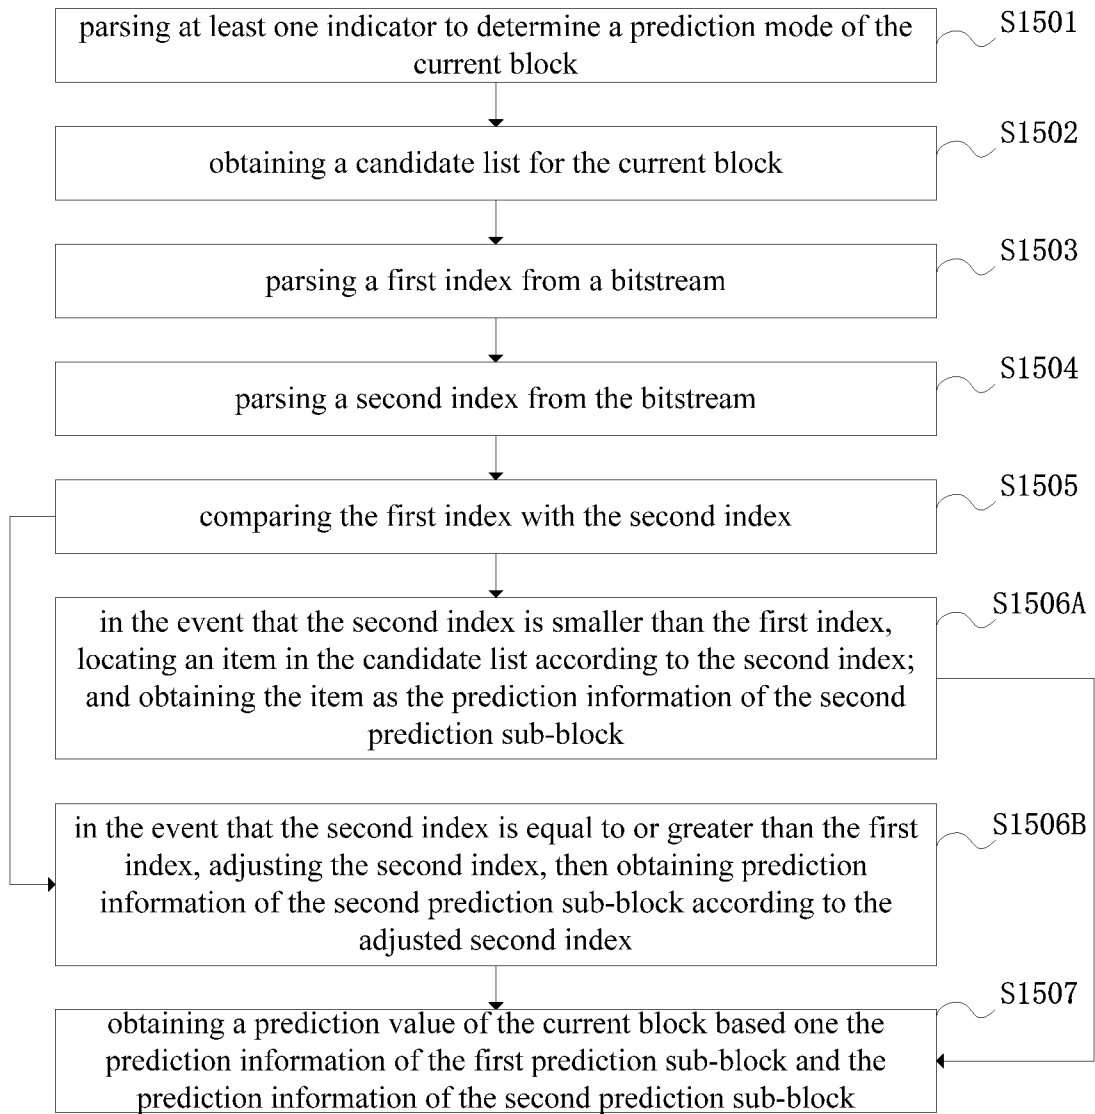 parsing at least one indicator to determine a prediction mode of the
current block
S1501
obtaining a candidate list for the current block
S1502
parsing a first index from a bitstream
S1503
parsing a second index from the bitstream
S1504
comparing the first index with the second index
S1505
in the event that the second index is smaller than the first index,
locating an item in the candidate list according to the second index;
and obtaining the item as the prediction information of the second
prediction sub-block
S1506A
in the event that the second index is equal to or greater than the first
index, adjusting the second index, then obtaining prediction
information of the second prediction sub-block according to the
adjusted second index
S1506B
obtaining a prediction value of the current block based one the
prediction information of the first prediction sub-block and the
prediction information of the second prediction sub-block
S1507